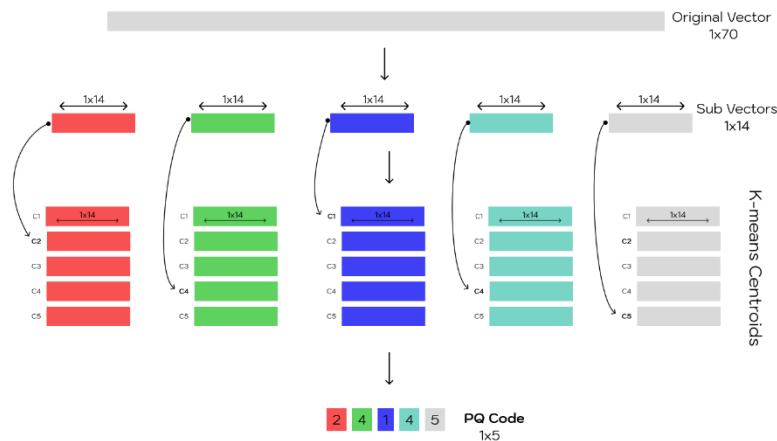 Original Vector
1x70
1x14 1x14 1x14 1x14 1x14
Sub Vectors
1x14
C1 1x14 C1 1x14 C1 1x14 C1 1x14 C1 1x14
C2 C2 C2 C2 C2
C3 C3 C3 C3 C3
C4 C4 C4 C4 C4
C5 C5 C5 C5 C5
K-means Centroids
2 4 1 4 5
PQ Code
1x5